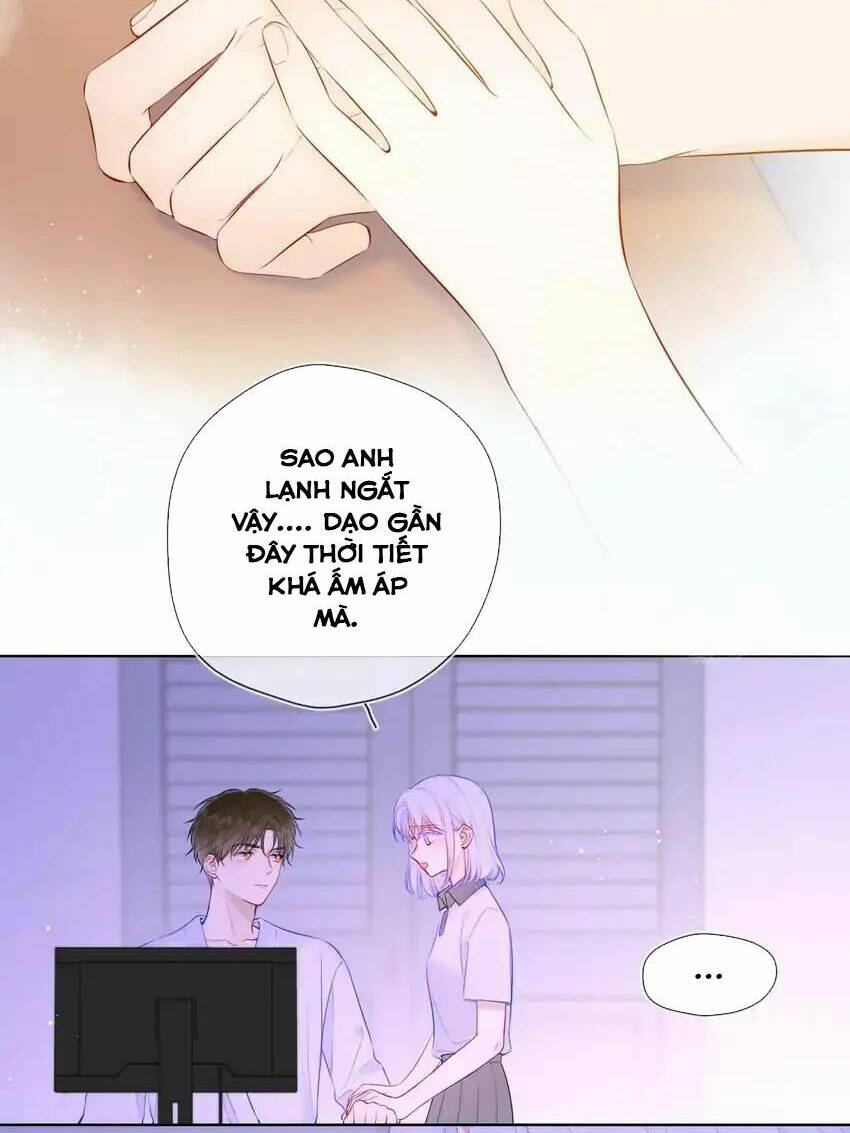 SAO ANH
LẠNH NGẮT
VẬY.... DẠO GẦN
ĐÂY THỜI TIẾT
KHÁ ẤM ÁP
MÀ.
...